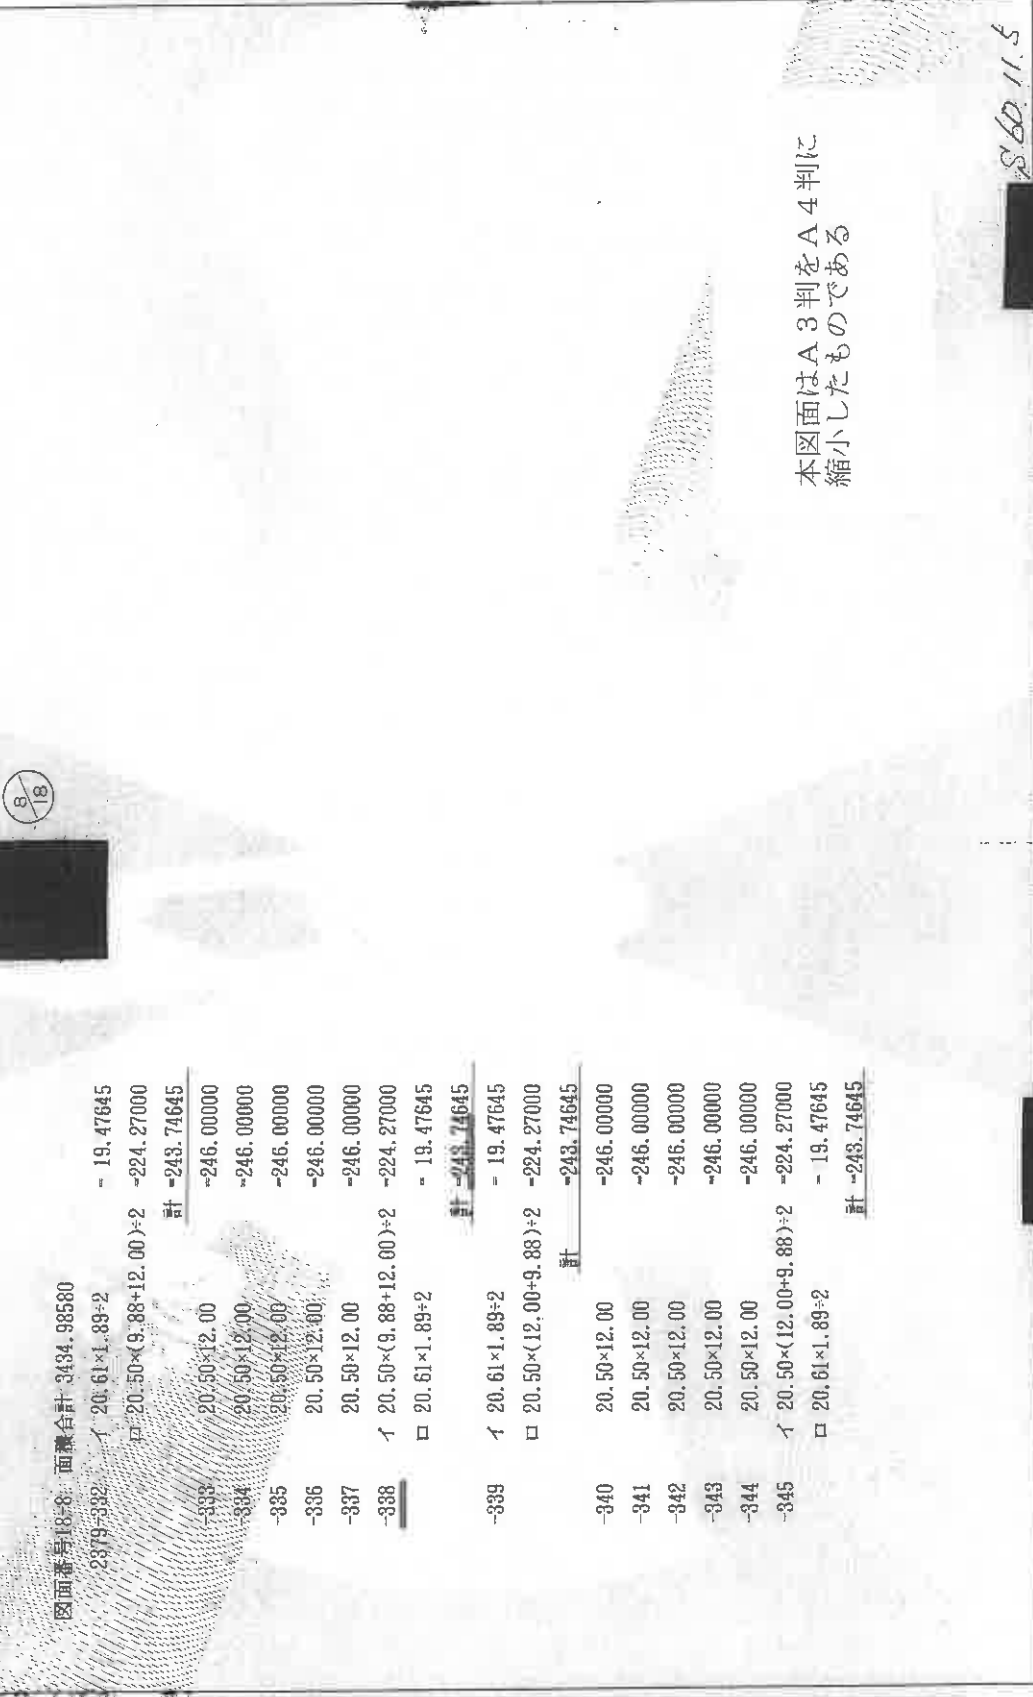 8/18
図面番号18-8 面積合計 3434.98580
2379-332 イ 20.61×1.89÷2 = 19.47645
ロ 20.50×(9.88+12.00)÷2 =224.27000
計 =243.74645
-333 20.50×12.00 =246.00000
-334 20.50×12.00 =246.00000
-335 20.50×12.00 =246.00000
-336 20.50×12.00 =246.00000
-337 20.50×12.00 =246.00000
-338 イ 20.50×(9.88+12.00)÷2 =224.27000
ロ 20.61×1.89÷2 = 19.47645
計 =243.74645
-339 イ 20.61×1.89÷2 = 19.47645
ロ 20.50×(12.00+9.88)÷2 =224.27000
計 =243.74645
-340 20.50×12.00 =246.00000
-341 20.50×12.00 =246.00000
-342 20.50×12.00 =246.00000
-343 20.50×12.00 =246.00000
-344 20.50×12.00 =246.00000
-345 イ 20.50×(12.00+9.88)÷2 =224.27000
ロ 20.61×1.89÷2 = 19.47645
計 =243.74645
本図面はA3判をA4判に
縮小したものである
S60.11.5